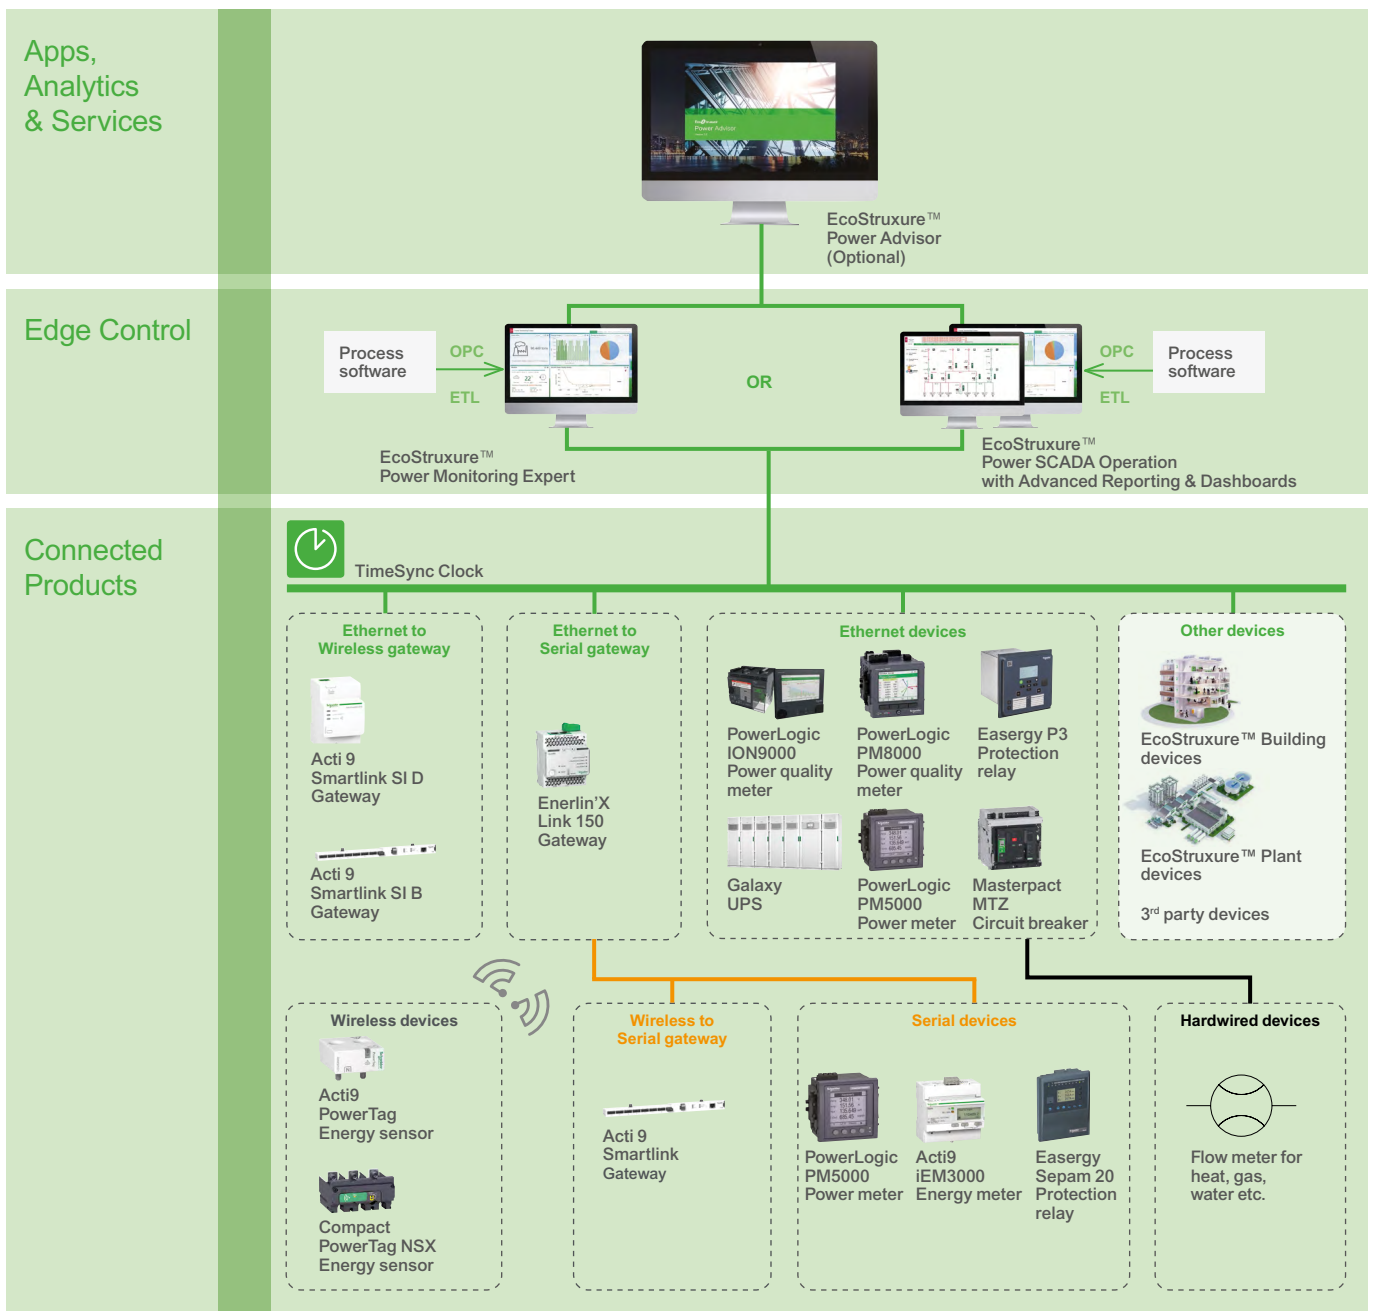 Apps,
Analytics
& Services
Power Advisor
EcoStruxure™
Power Advisor
(Optional)
Edge Control
Process
software
OPC
ETL
OR
OPC
ETL
Process
software
EcoStruxure™
Power Monitoring Expert
EcoStruxure™
Power SCADA Operation
with Advanced Reporting & Dashboards
Connected
Products
TimeSync Clock
Ethernet to
Wireless gateway
Acti 9
Smartlink SI D
Gateway
Acti 9
Smartlink SI B
Gateway
Ethernet to
Serial gateway
Enerlin’X
Link 150
Gateway
Ethernet devices
PowerLogic
ION9000
Power quality
meter
PowerLogic
PM8000
Power quality
meter
Easergy P3
Protection
relay
Galaxy
UPS
PowerLogic
PM5000
Power meter
Masterpact
MTZ
Circuit breaker
Other devices
EcoStruxure™ Building
devices
EcoStruxure™ Plant
devices
3rd party devices
Wireless devices
Acti9
PowerTag
Energy sensor
Compact
PowerTag NSX
Energy sensor
Wireless to
Serial gateway
Acti 9
Smartlink
Gateway
Serial devices
PowerLogic
PM5000
Power meter
Acti9
iEM3000
Energy meter
Easergy
Sepam 20
Protection
relay
Hardwired devices
Flow meter for
heat, gas,
water etc.